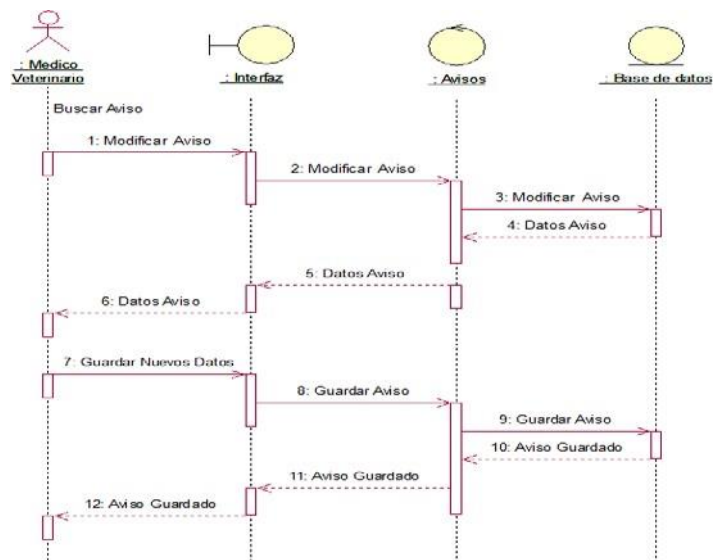 : Medico
Veterinario
: Interfaz
: Avisos
: Base de datos
Buscar Aviso
1: Modificar Aviso
2: Modificar Aviso
3: Modificar Aviso
4: Datos Aviso
5: Datos Aviso
6: Datos Aviso
7: Guardar Nuevos Datos
8: Guardar Aviso
9: Guardar Aviso
10: Aviso Guardado
11: Aviso Guardado
12: Aviso Guardado